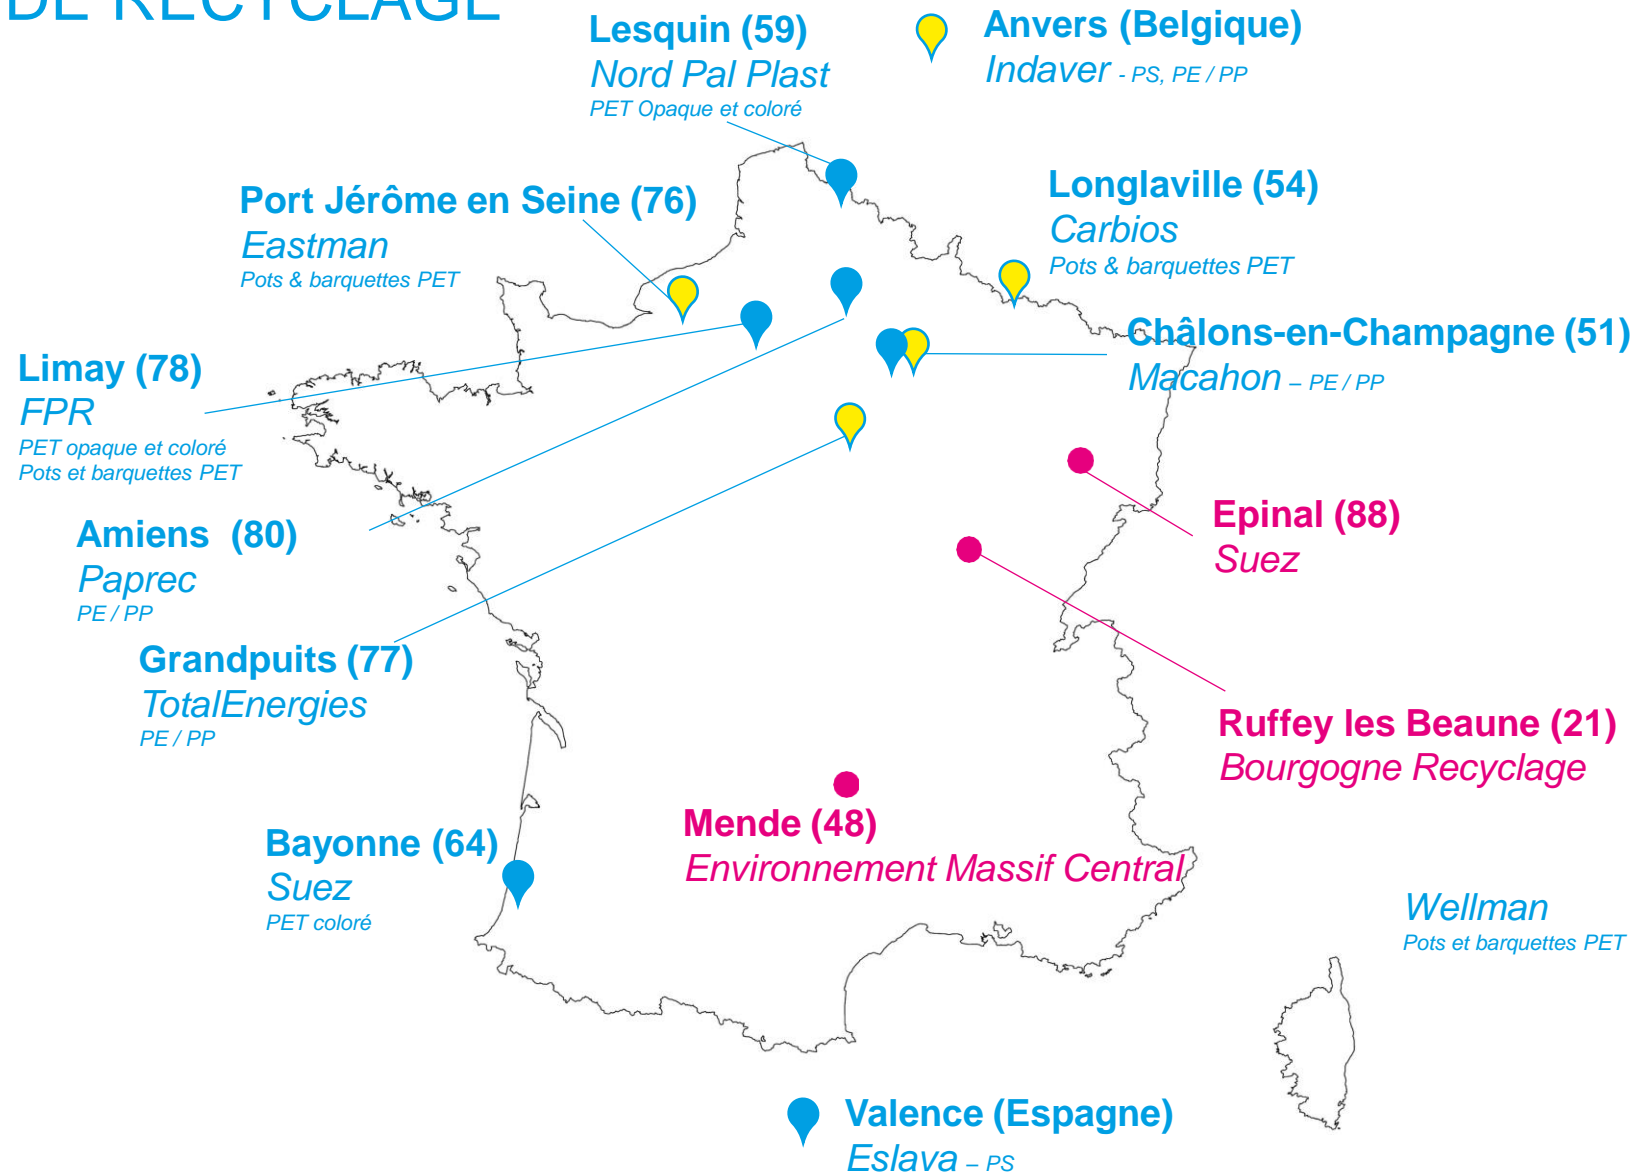 DE RECYCLAGE
Lesquin (59)
Nord Pal Plast
PET Opaque et coloré
Anvers (Belgique)
Indaver - PS, PE / PP
Port Jérôme en Seine (76)
Eastman
Pots & barquettes PET
Longlaville (54)
Carbios
Pots & barquettes PET
Châlons-en-Champagne (51)
Macahon – PE / PP
Limay (78)
FPR
PET opaque et coloré
Pots et barquettes PET
Amiens (80)
Paprec
PE / PP
Epinal (88)
Suez
Grandpuits (77)
TotalEnergies
PE / PP
Ruffey les Beaune (21)
Bourgogne Recyclage
Mende (48)
Environnement Massif Central
Bayonne (64)
Suez
PET coloré
Wellman
Pots et barquettes PET
Valence (Espagne)
Eslava – PS